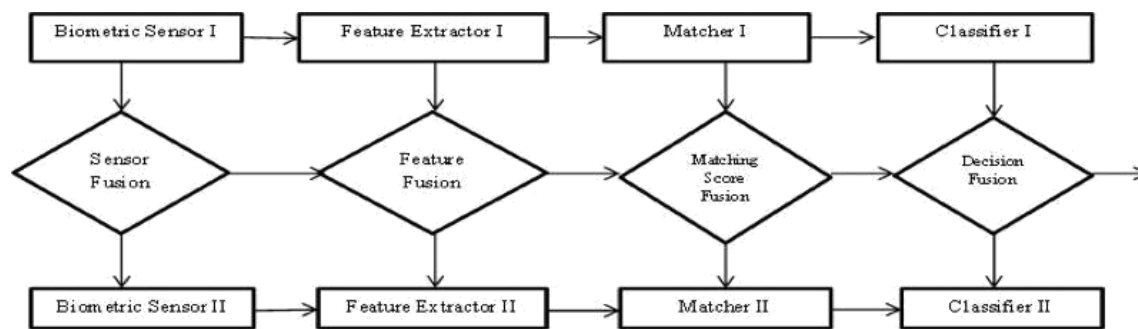 Biometric Sensor I
Feature Extractor I
Matcher I
Classifier I
Sensor
Fusion
Feature
Fusion
Matching
Score
Fusion
Decision
Fusion
Biometric Sensor II
Feature Extractor II
Matcher II
Classifier II